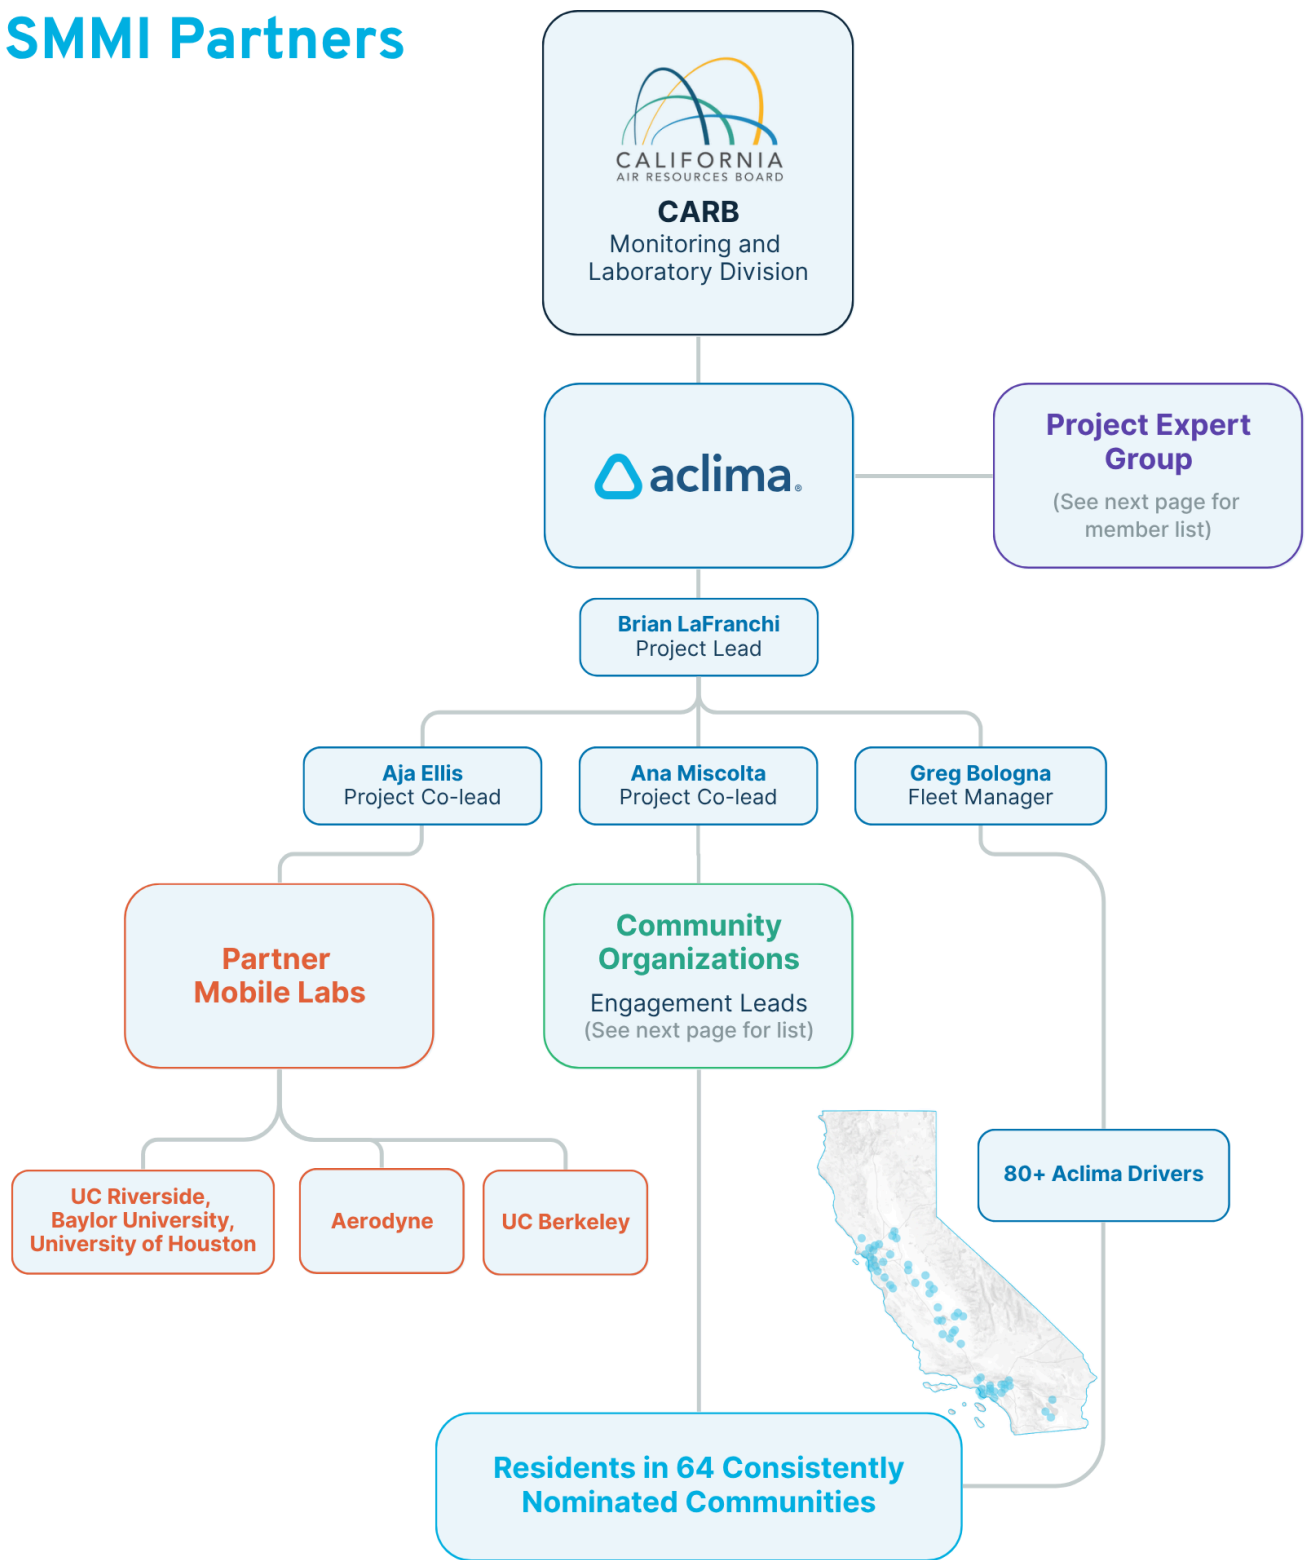 SMMI Partners
CALIFORNIA
AIR RESOURCES BOARD
CARB
Monitoring and
Laboratory Division
aclima®
Project Expert
Group
(See next page for
member list)
Brian LaFranchi
Project Lead
Aja Ellis
Project Co-lead
Ana Miscolta
Project Co-lead
Greg Bologna
Fleet Manager
Partner
Mobile Labs
Community
Organizations
Engagement Leads
(See next page for list)
UC Riverside,
Baylor University,
University of Houston
Aerodyne
UC Berkeley
80+ Aclima Drivers
Residents in 64 Consistently
Nominated Communities